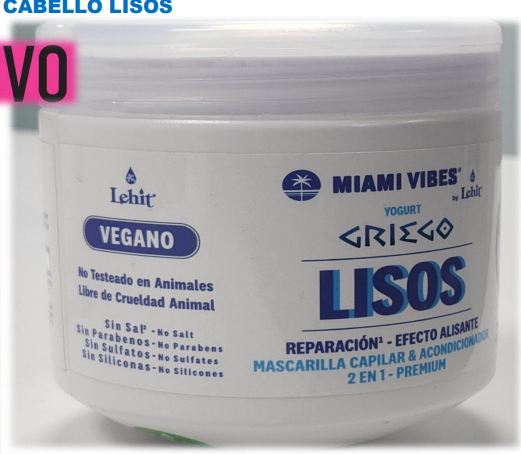 CABELLO LISOS
VO
Lehit
VEGANO
No Testeado en Animales
Libre de Crueldad Animal
Sin Sal² - No Salt
Sin Parabenos - No Parabens
Sin Sulfatos - No Sulfates
Sin Siliconas - No Silicones
MIAMI VIBES®
by Lehit
YOGURT
GRIEGO
LISOS
REPARACIÓN¹ - EFECTO ALISANTE
MASCARILLA CAPILAR & ACONDICIONADOR
2 EN 1 - PREMIUM